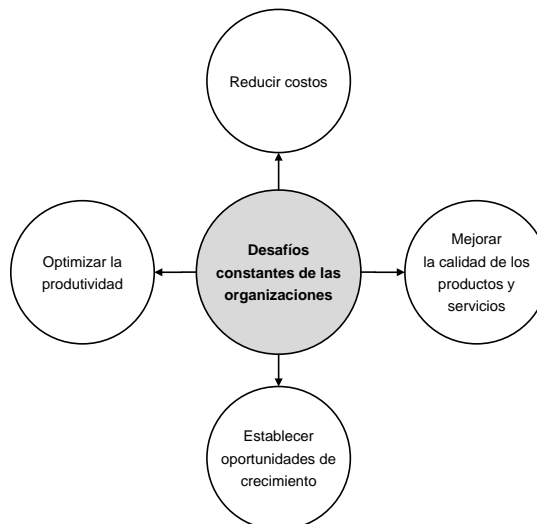 Reducir costos
Optimizar la
produtividad
Desafíos
constantes de las
organizaciones
Mejorar
la calidad de los
productos y
servicios
Establecer
oportunidades de
crecimiento